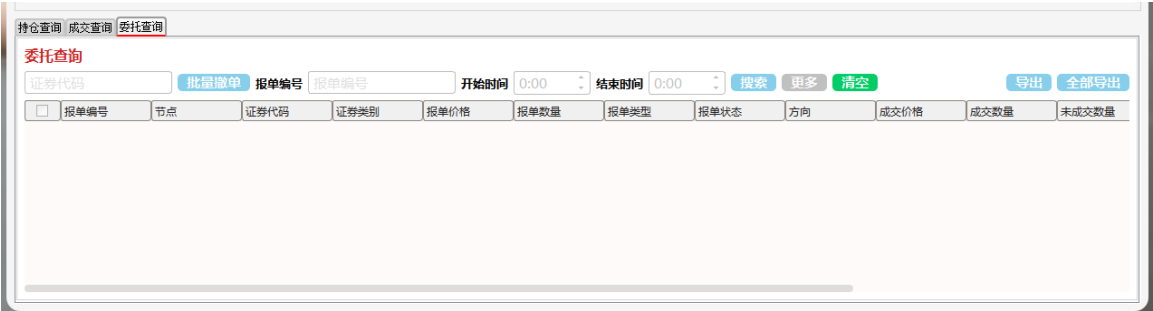 持仓查询 成交查询 委托查询
委托查询
证券代码 批量撤单 报单编号 报单编号 开始时间 0:00 结束时间 0:00 搜索 更多 清空 导出 全部导出
报单编号 节点 证券代码 证券类别 报单价格 报单数量 报单类型 报单状态 方向 成交价格 成交数量 未成交数量